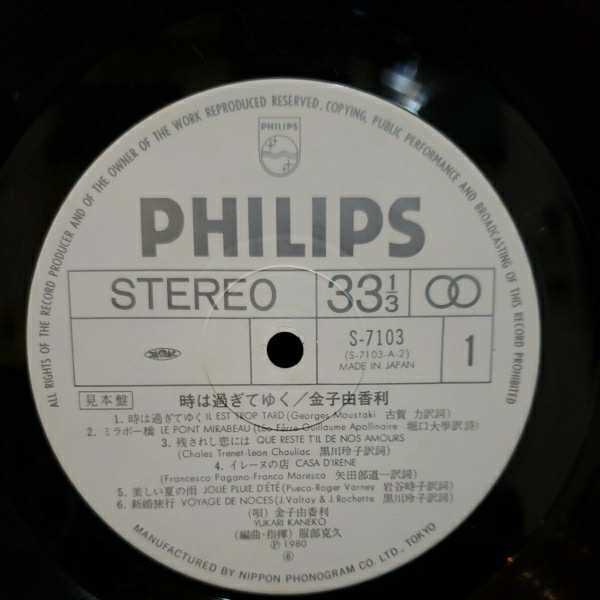 ALL RIGHTS OF THE RECORD PRODUCER AND OF THE OWNER OF THE WORK REPRODUCED RESERVED. COPYING, PUBLIC PERFORMANCE AND BROADCASTING OF THIS RECORD PROHIBITED
PHILIPS
PHILIPS
STEREO 33 1/3
S-7103
(S-7103-A-2)
MADE IN JAPAN
1
見本盤 時は過ぎてゆく／金子由香利
1. 時は過ぎてゆく IL EST TROP TARD (Georges Moustaki 古賀 力訳詞)
2. ミラボー橋 LE PONT MIRABEAU (Léo Fërre Guillaume Apollinaire 堀口大學訳詩)
3. 残されし恋には QUE RESTE T'IL DE NOS AMOURS
(Chales Trenet-Leon Chauliac 黒川玲子訳詞)
4. イレーヌの店 CASA D'IRENE
(Francesco Pagano-Franco Maresca 矢田部道一訳詞)
5. 美しい夏の雨 JOLIE PLUIE D'ÉTÉ (Pueca-Roger Varney 岩谷時子訳詞)
6. 新婚旅行 VOYAGE DE NOCES (J. Valtay & J. Rochette 黒川玲子訳詞)
(唄) 金子由香利
YUKARI KANEKO
(編曲・指揮) 服部克久
Ⓟ 1980
MANUFACTURED BY NIPPON PHONOGRAM CO. LTD., TOKYO